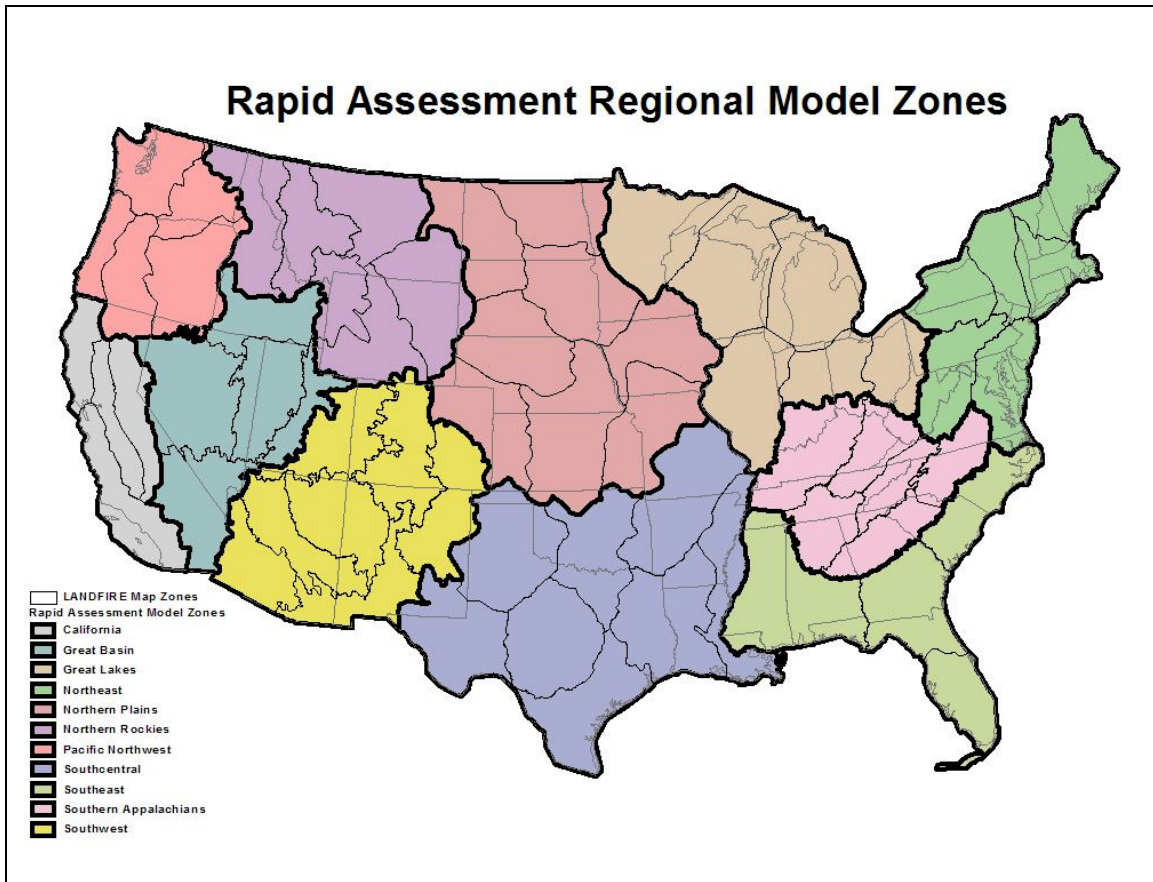 Rapid Assessment Regional Model Zones
LANDFIRE Map Zones
Rapid Assessment Model Zones
California
Great Basin
Great Lakes
Northeast
Northern Plains
Northern Rockies
Pacific Northwest
Southcentral
Southeast
Southern Appalachians
Southwest